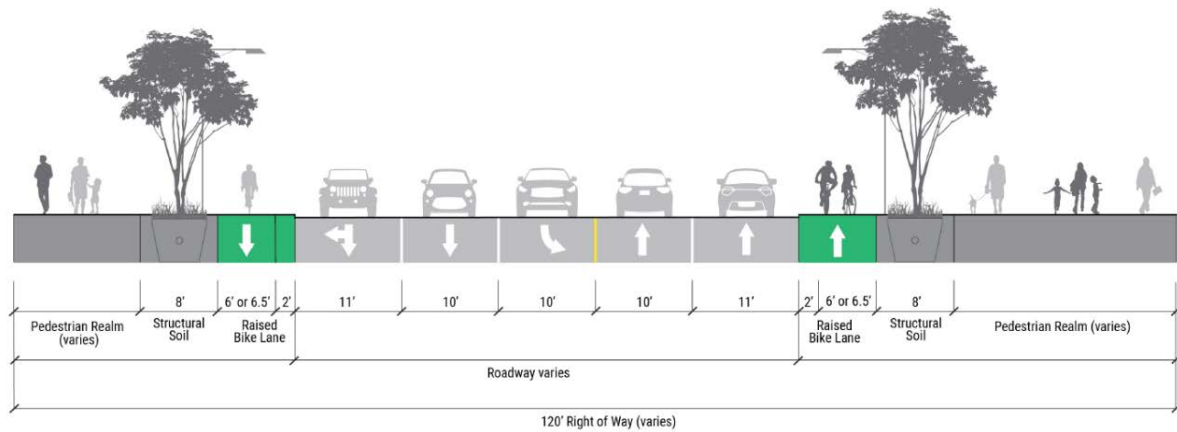 8’ 6’ or 6.5’ 2’ 11’ 10’ 10’ 10’ 11’ 2’ 6’ or 6.5’ 8’
Pedestrian Realm
(varies)
Structural
Soil
Raised
Bike Lane
Raised
Bike Lane
Structural
Soil
Pedestrian Realm (varies)
Roadway varies
120’ Right of Way (varies)